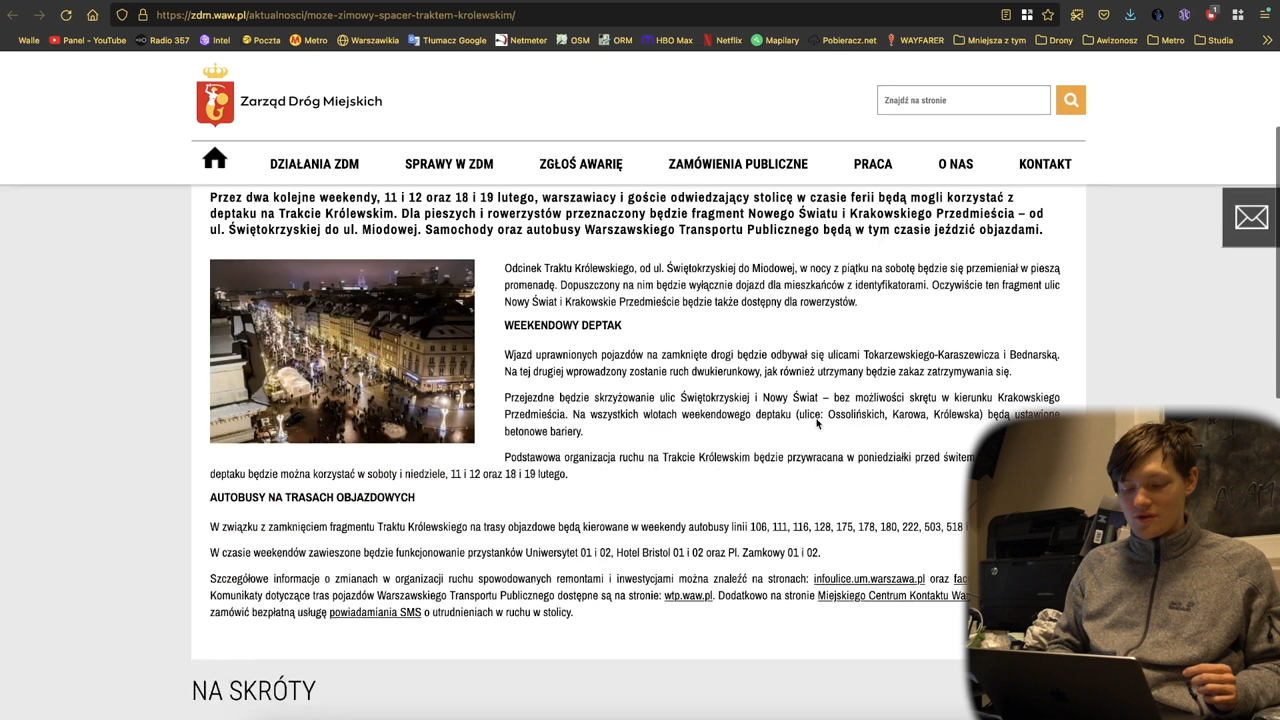 https://zdm.waw.pl/aktualnosci/moze-zimowy-spacer-traktem-krolewskim/
Walle Panel - YouTube Radio 357 Intel Poczta Metro Warszawikia Tłumacz Google Netmeter OSM ORM HBO Max Netflix Mapilary Pobieracz.net WAYFARER Mniejsza z tym Drony Awizonosz Metro Studia
Zarząd Dróg Miejskich
Znajdź na stronie
DZIAŁANIA ZDM SPRAWY W ZDM ZGŁOŚ AWARIĘ ZAMÓWIENIA PUBLICZNE PRACA O NAS KONTAKT
Przez dwa kolejne weekendy, 11 i 12 oraz 18 i 19 lutego, warszawiacy i goście odwiedzający stolicę w czasie ferii będą mogli korzystać z
deptaku na Trakcie Królewskim. Dla pieszych i rowerzystów przeznaczony będzie fragment Nowego Światu i Krakowskiego Przedmieścia – od
ul. Świętokrzyskiej do ul. Miodowej. Samochody oraz autobusy Warszawskiego Transportu Publicznego będą w tym czasie jeździć objazdami.
Odcinek Traktu Królewskiego, od ul. Świętokrzyskiej do Miodowej, w nocy z piątku na sobotę będzie się przemieniał w pieszą
promenadę. Dopuszczony na nim będzie wyłącznie dojazd dla mieszkańców z identyfikatorami. Oczywiście ten fragment ulic
Nowy Świat i Krakowskie Przedmieście będzie także dostępny dla rowerzystów.
WEEKENDOWY DEPTAK
Wjazd uprawnionych pojazdów na zamknięte drogi będzie odbywał się ulicami Tokarzewskiego-Karaszewicza i Bednarską.
Na tej drugiej wprowadzony zostanie ruch dwukierunkowy, jak również utrzymany będzie zakaz zatrzymywania się.
Przejezdne będzie skrzyżowanie ulic Świętokrzyskiej i Nowy Świat – bez możliwości skrętu w kierunku Krakowskiego
Przedmieścia. Na wszystkich wlotach weekendowego deptaku (ulice: Ossolińskich, Karowa, Królewska) będą ustawione
betonowe bariery.
Podstawowa organizacja ruchu na Trakcie Królewskim będzie przywracana w poniedziałki przed świtem
deptaku będzie można korzystać w soboty i niedziele, 11 i 12 oraz 18 i 19 lutego.
AUTOBUSY NA TRASACH OBJAZDOWYCH
W związku z zamknięciem fragmentu Traktu Królewskiego na trasy objazdowe będą kierowane w weekendy autobusy linii 106, 111, 116, 128, 175, 178, 180, 222, 503, 518 i
W czasie weekendów zawieszone będzie funkcjonowanie przystanków Uniwersytet 01 i 02, Hotel Bristol 01 i 02 oraz Pl. Zamkowy 01 i 02.
Szczegółowe informacje o zmianach w organizacji ruchu spowodowanych remontami i inwestycjami można znaleźć na stronach: infoulice.um.warszawa.pl oraz fac
Komunikaty dotyczące tras pojazdów Warszawskiego Transportu Publicznego dostępne są na stronie: wtp.waw.pl. Dodatkowo na stronie Miejskiego Centrum Kontaktu Wa
zamówić bezpłatną usługę powiadamiania SMS o utrudnieniach w ruchu w stolicy.
NA SKRÓTY